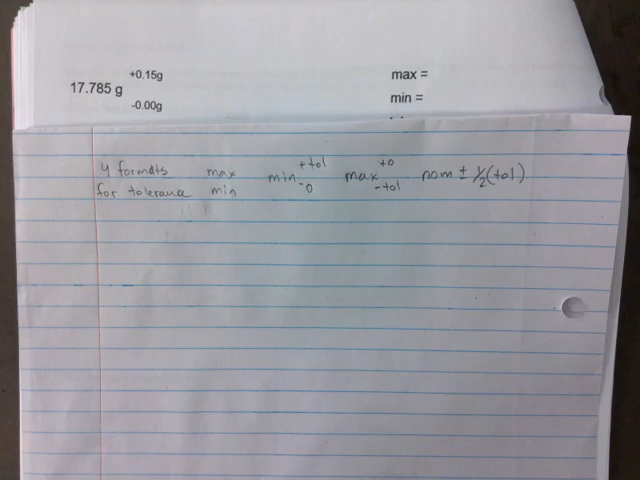 +0.15g
17.785 g
-0.00g
max =
min =
4 formats max min +tol max +0 nom ± 1/2(tol)
for tolerance min -0 -tol